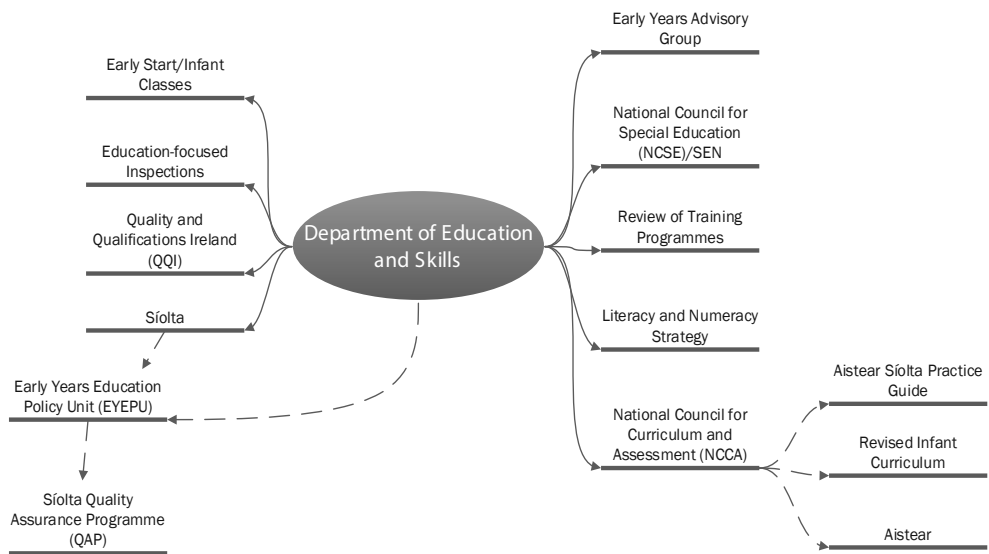 Early Years Advisory
Group
Early Start/Infant
Classes
National Council for
Special Education
(NCSE)/SEN
Education-focused
Inspections
Quality and
Qualifications Ireland
(QQI)
Review of Training
Programmes
Department of Education
and Skills
Síolta
Literacy and Numeracy
Strategy
Early Years Education
Policy Unit (EYEPU)
National Council for
Curriculum and
Assessment (NCCA)
Aistear Síolta Practice
Guide
Revised Infant
Curriculum
Síolta Quality
Assurance Programme
(QAP)
Aistear